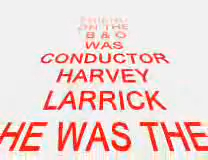 ON THE
B & O
WAS
CONDUCTOR
HARVEY
LARRICK
HE WAS THE